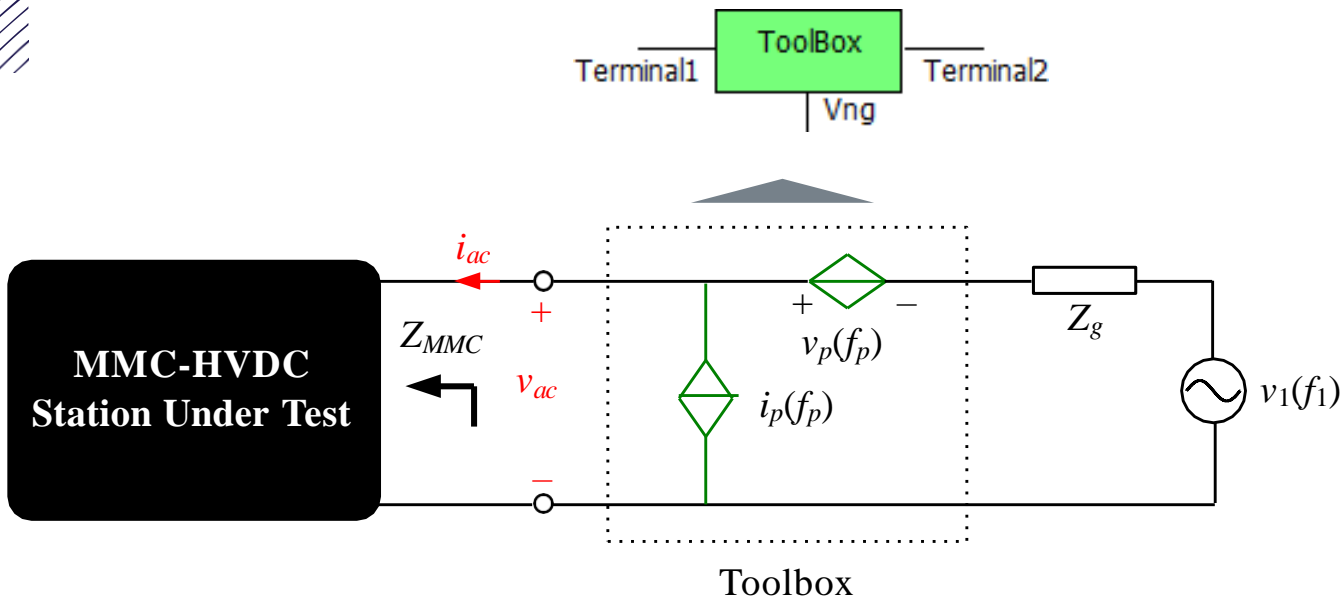 ToolBox
Terminal1
Terminal2
Vng
i_ac
+
Z_MMC
v_ac
−
MMC-HVDC
Station Under Test
+ −
v_p(f_p)
i_p(f_p)
Z_g
v_1(f_1)
Toolbox